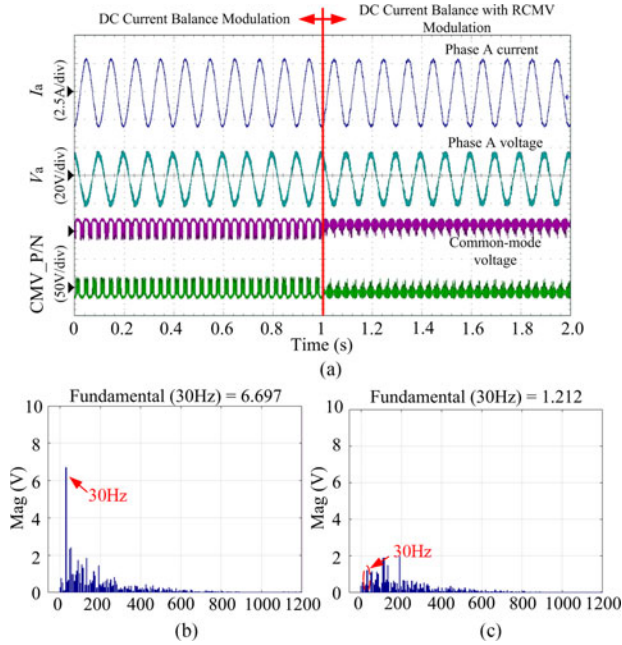 DC Current Balance Modulation
DC Current Balance with RCMV
Modulation
Phase A current
Ia
(2.5A/div)
Phase A voltage
Va
(20V/div)
Common-mode
voltage
CMV_P/N
(50V/div)
0 0.2 0.4 0.6 0.8 1 1.2 1.4 1.6 1.8 2.0
Time (s)
(a)
Fundamental (30Hz) = 6.697
Mag (V)
10
8
6
4
2
0
30Hz
0 200 400 600 800 1000 1200
(b)
Fundamental (30Hz) = 1.212
Mag (V)
10
8
6
4
2
0
30Hz
0 200 400 600 800 1000 1200
(c)